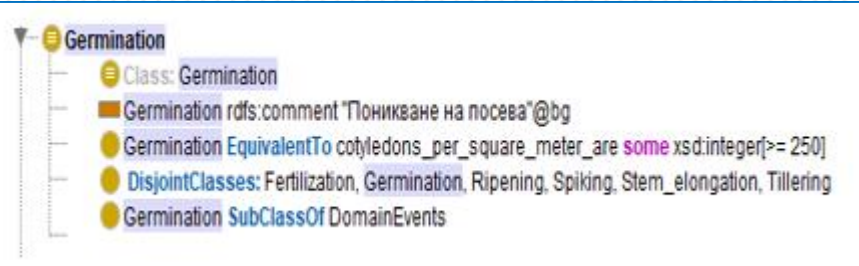 Germination
Class: Germination
Germination rdfs:comment "Поникване на посева"@bg
Germination EquivalentTo cotyledons_per_square_meter_are some xsd:integer[>= 250]
DisjointClasses: Fertilization, Germination, Ripening, Spiking, Stem_elongation, Tillering
Germination SubClassOf DomainEvents